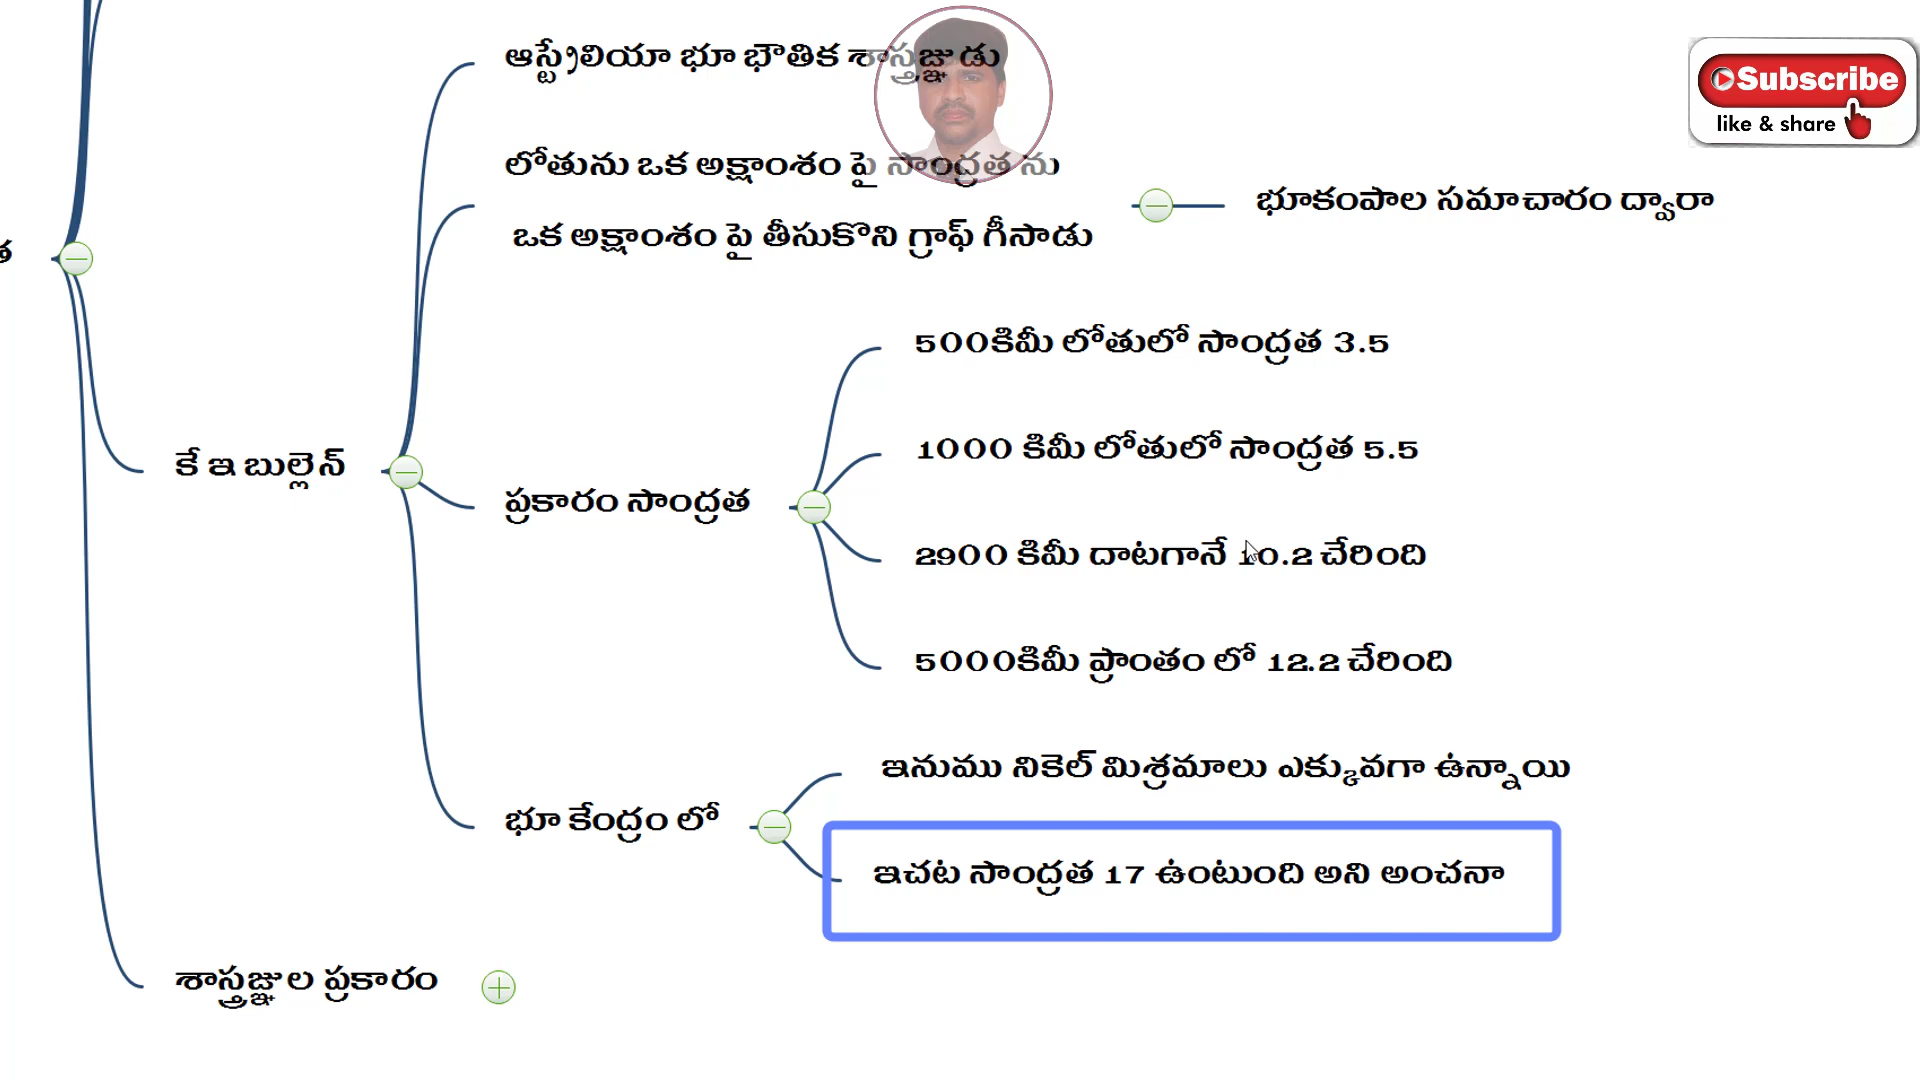 ఆస్ట్రేలియా భూ భౌతిక శాస్త్రజ్ఞుడు
Subscribe
like & share
లోతును ఒక అక్షాంశం పై సాంద్రత ను
ఒక అక్షాంశం పై తీసుకొని గ్రాఫ్ గీసాడు
భూకంపాల సమాచారం ద్వారా
500కిమీ లోతులో సాంద్రత 3.5
1000 కిమీ లోతులో సాంద్రత 5.5
కే ఇ బుల్లెన్
ప్రకారం సాంద్రత
2900 కిమీ దాటగానే 10.2 చేరింది
5000కిమీ ప్రాంతం లో 12.2 చేరింది
ఇనుము నికెల్ మిశ్రమాలు ఎక్కువగా ఉన్నాయి
భూ కేంద్రం లో
ఇచట సాంద్రత 17 ఉంటుంది అని అంచనా
శాస్త్రజ్ఞుల ప్రకారం